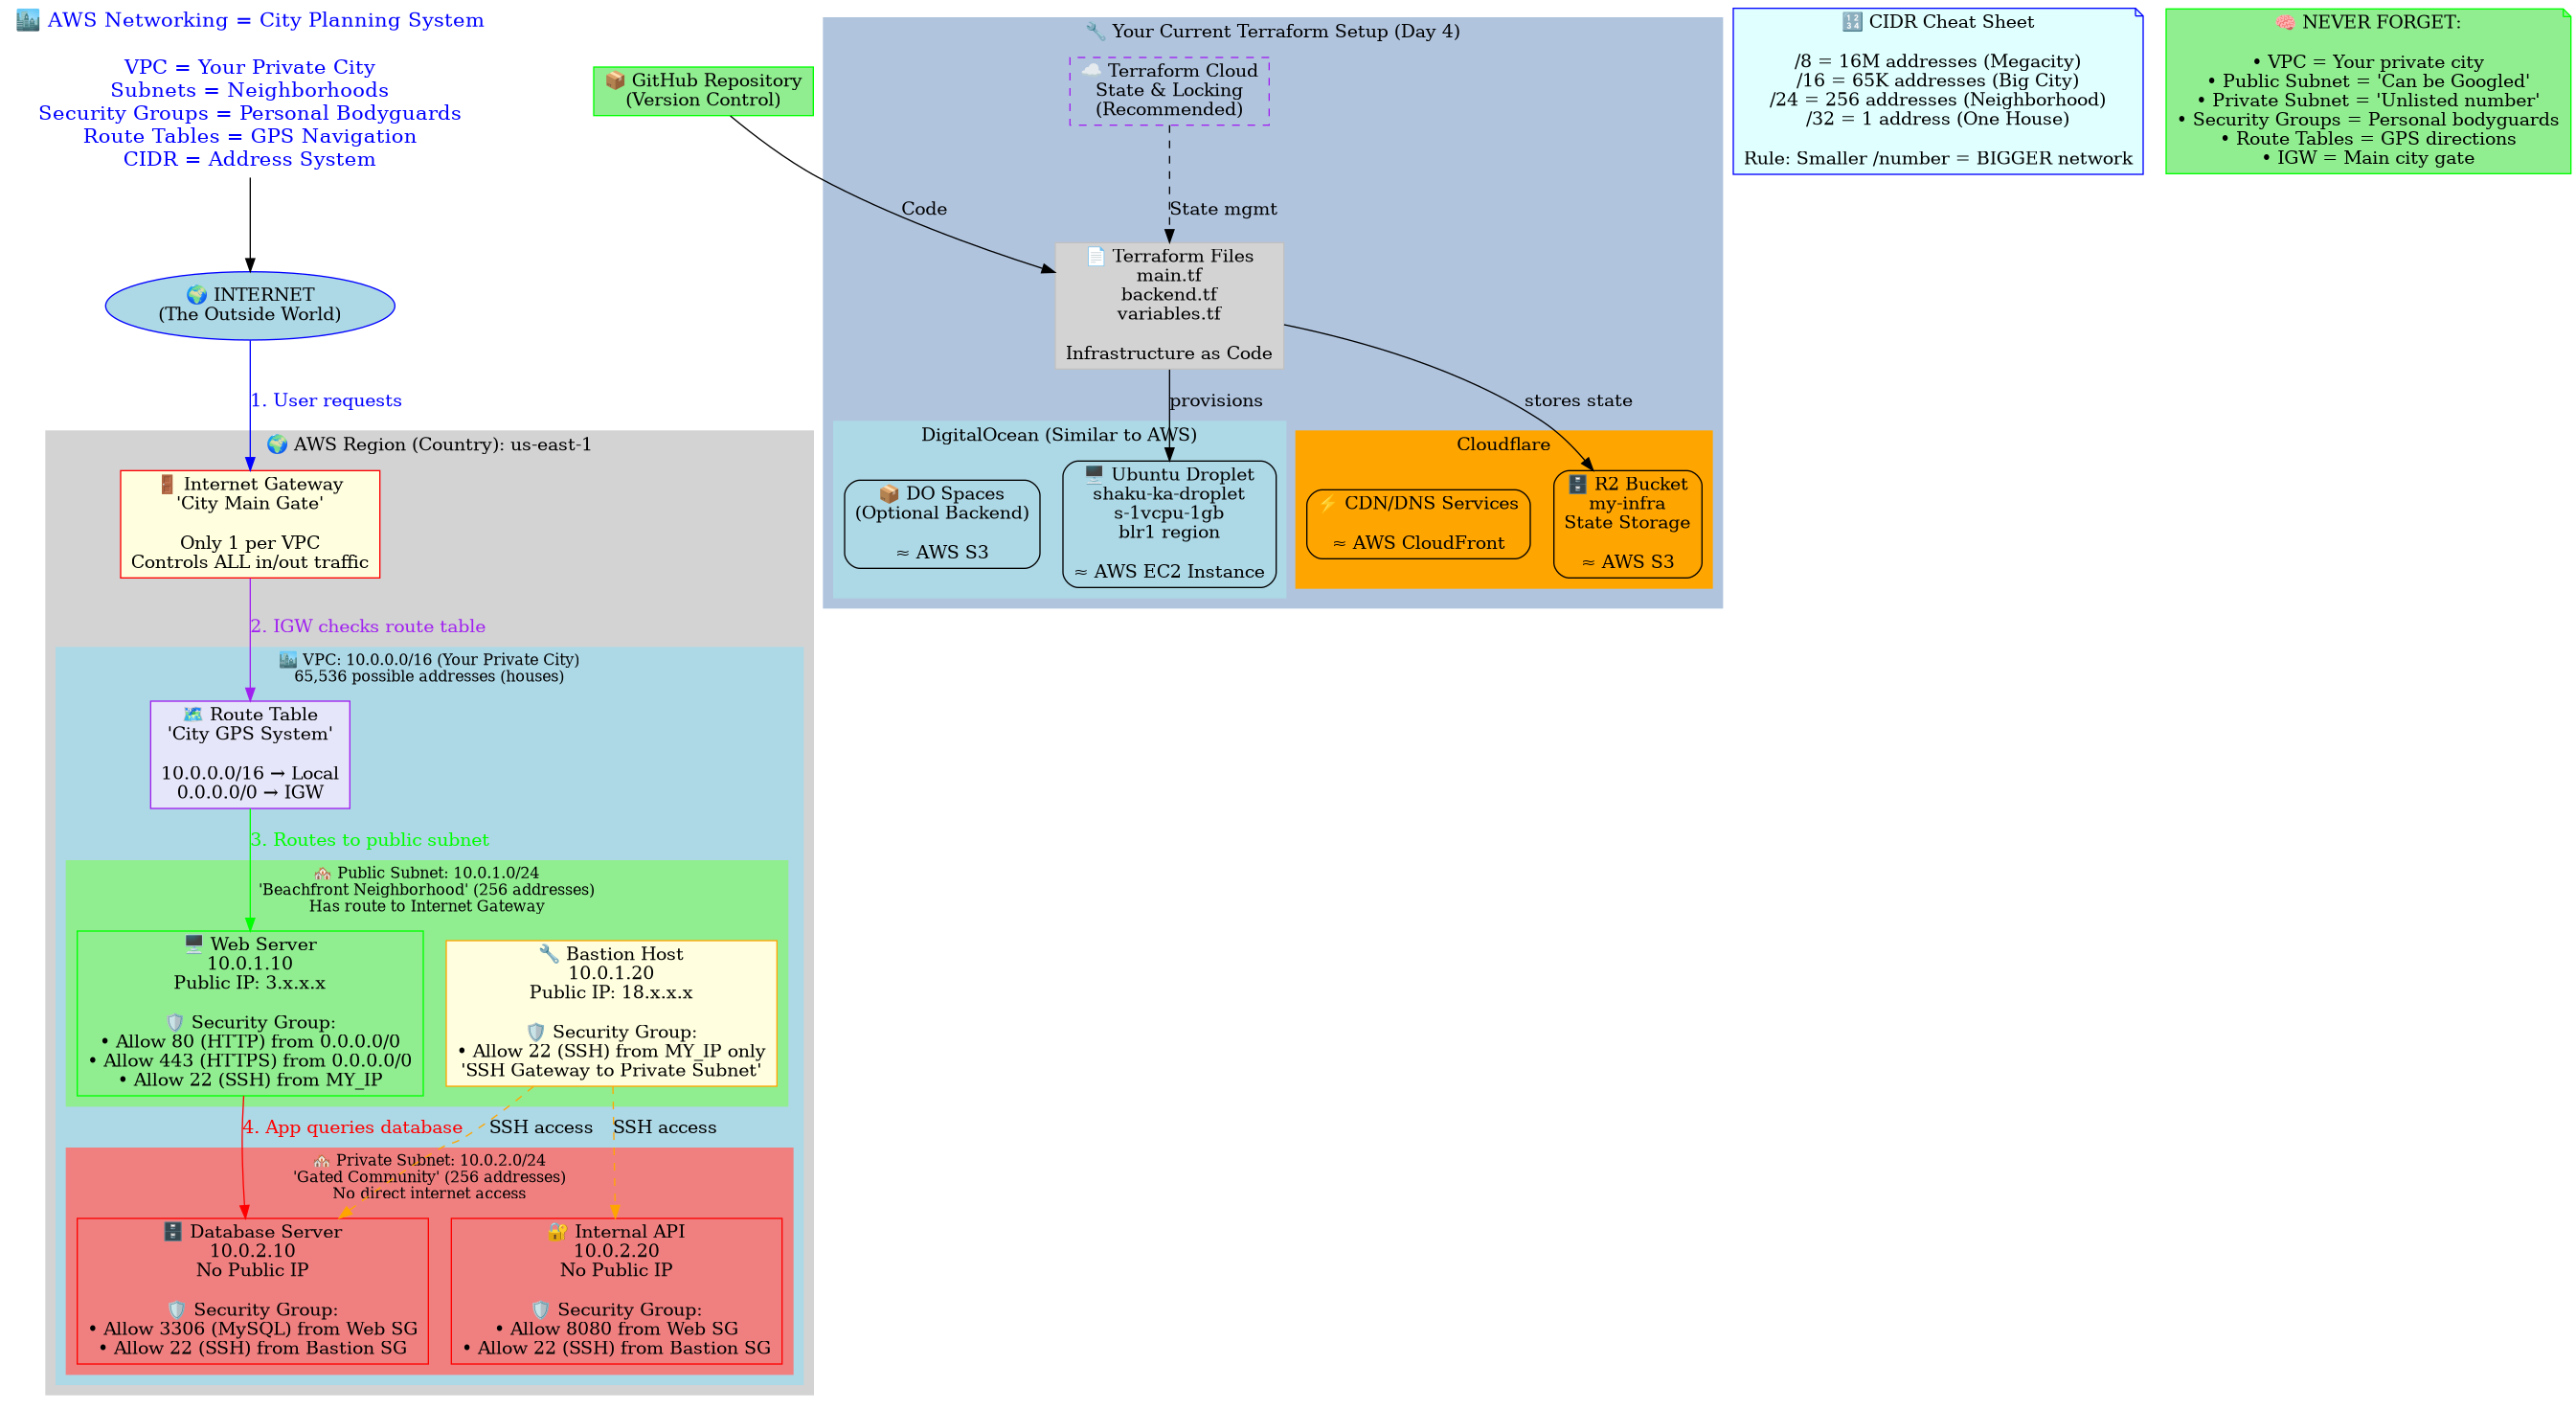 🏙️ AWS Networking = City Planning System
VPC = Your Private City
Subnets = Neighborhoods
Security Groups = Personal Bodyguards
Route Tables = GPS Navigation
CIDR = Address System
🌍 INTERNET
(The Outside World)
1. User requests
🌍 AWS Region (Country): us-east-1
🚪 Internet Gateway
'City Main Gate'
Only 1 per VPC
Controls ALL in/out traffic
2. IGW checks route table
🏙️ VPC: 10.0.0.0/16 (Your Private City)
65,536 possible addresses (houses)
🗺️ Route Table
'City GPS System'
10.0.0.0/16 → Local
0.0.0.0/0 → IGW
3. Routes to public subnet
🏘️ Public Subnet: 10.0.1.0/24
'Beachfront Neighborhood' (256 addresses)
Has route to Internet Gateway
🖥️ Web Server
10.0.1.10
Public IP: 3.x.x.x
🛡️ Security Group:
• Allow 80 (HTTP) from 0.0.0.0/0
• Allow 443 (HTTPS) from 0.0.0.0/0
• Allow 22 (SSH) from MY_IP
🔧 Bastion Host
10.0.1.20
Public IP: 18.x.x.x
🛡️ Security Group:
• Allow 22 (SSH) from MY_IP only
'SSH Gateway to Private Subnet'
4. App queries database
SSH access
SSH access
🏘️ Private Subnet: 10.0.2.0/24
'Gated Community' (256 addresses)
No direct internet access
🗄️ Database Server
10.0.2.10
No Public IP
🛡️ Security Group:
• Allow 3306 (MySQL) from Web SG
• Allow 22 (SSH) from Bastion SG
🔐 Internal API
10.0.2.20
No Public IP
🛡️ Security Group:
• Allow 8080 from Web SG
• Allow 22 (SSH) from Bastion SG
📦 GitHub Repository
(Version Control)
Code
🔧 Your Current Terraform Setup (Day 4)
☁️ Terraform Cloud
State & Locking
(Recommended)
State mgmt
📄 Terraform Files
main.tf
backend.tf
variables.tf
Infrastructure as Code
provisions
stores state
DigitalOcean (Similar to AWS)
📦 DO Spaces
(Optional Backend)
≈ AWS S3
🖥️ Ubuntu Droplet
shaku-ka-droplet
s-1vcpu-1gb
blr1 region
≈ AWS EC2 Instance
Cloudflare
⚡ CDN/DNS Services
≈ AWS CloudFront
🗄️ R2 Bucket
my-infra
State Storage
≈ AWS S3
🔢 CIDR Cheat Sheet
/8 = 16M addresses (Megacity)
/16 = 65K addresses (Big City)
/24 = 256 addresses (Neighborhood)
/32 = 1 address (One House)
Rule: Smaller /number = BIGGER network
🧠 NEVER FORGET:
• VPC = Your private city
• Public Subnet = 'Can be Googled'
• Private Subnet = 'Unlisted number'
• Security Groups = Personal bodyguards
• Route Tables = GPS directions
• IGW = Main city gate